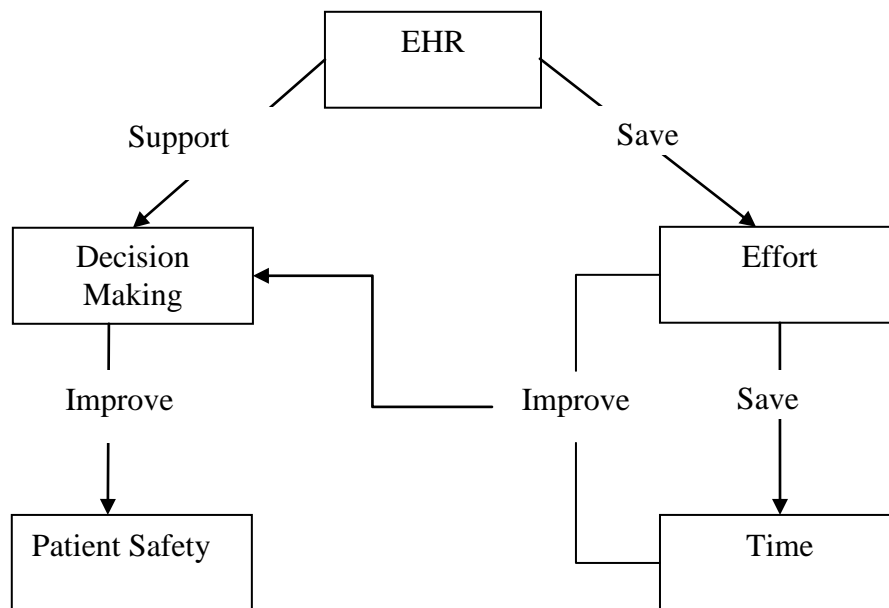 EHR
Support
Save
Decision
Making
Effort
Improve
Improve
Save
Patient Safety
Time